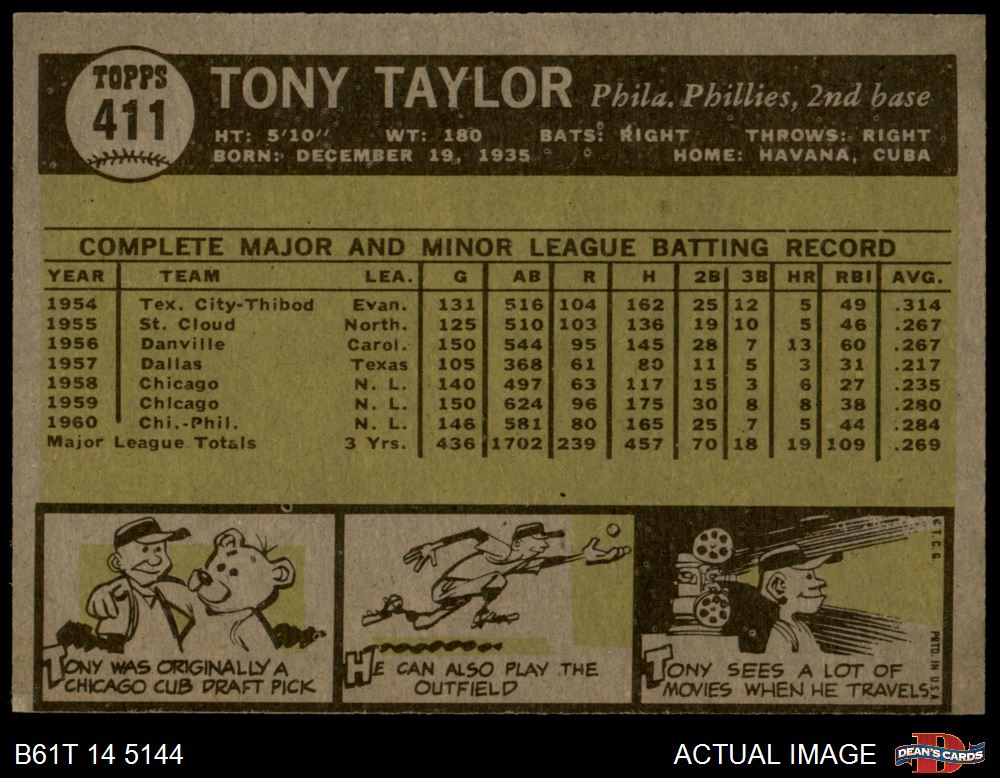 TOPPS
411
TONY TAYLOR Phila. Phillies, 2nd base
HT: 5'10" WT: 180 BATS: RIGHT THROWS: RIGHT
BORN: DECEMBER 19, 1935 HOME: HAVANA, CUBA
COMPLETE MAJOR AND MINOR LEAGUE BATTING RECORD
YEAR TEAM LEA. G AB R H 2B 3B HR RBI AVG.
1954 Tex. City-Thibod Evan. 131 516 104 162 25 12 5 49 .314
1955 St. Cloud North. 125 510 103 136 19 10 5 46 .267
1956 Danville Carol. 150 544 95 145 28 7 13 60 .267
1957 Dallas Texas 105 368 61 80 11 5 3 31 .217
1958 Chicago N. L. 140 497 63 117 15 3 6 27 .235
1959 Chicago N. L. 150 624 96 175 30 8 8 38 .280
1960 Chi.-Phil. N. L. 146 581 80 165 25 7 5 44 .284
Major League Totals 3 Yrs. 436 1702 239 457 70 18 19 109 .269
TONY WAS ORIGINALLY A
CHICAGO CUB DRAFT PICK
HE CAN ALSO PLAY THE
OUTFIELD
TONY SEES A LOT OF
MOVIES WHEN HE TRAVELS
© T. C. G. PRTD. IN U.S.A.
B61T 14 5144 ACTUAL IMAGE
D
DEAN'S CARDS